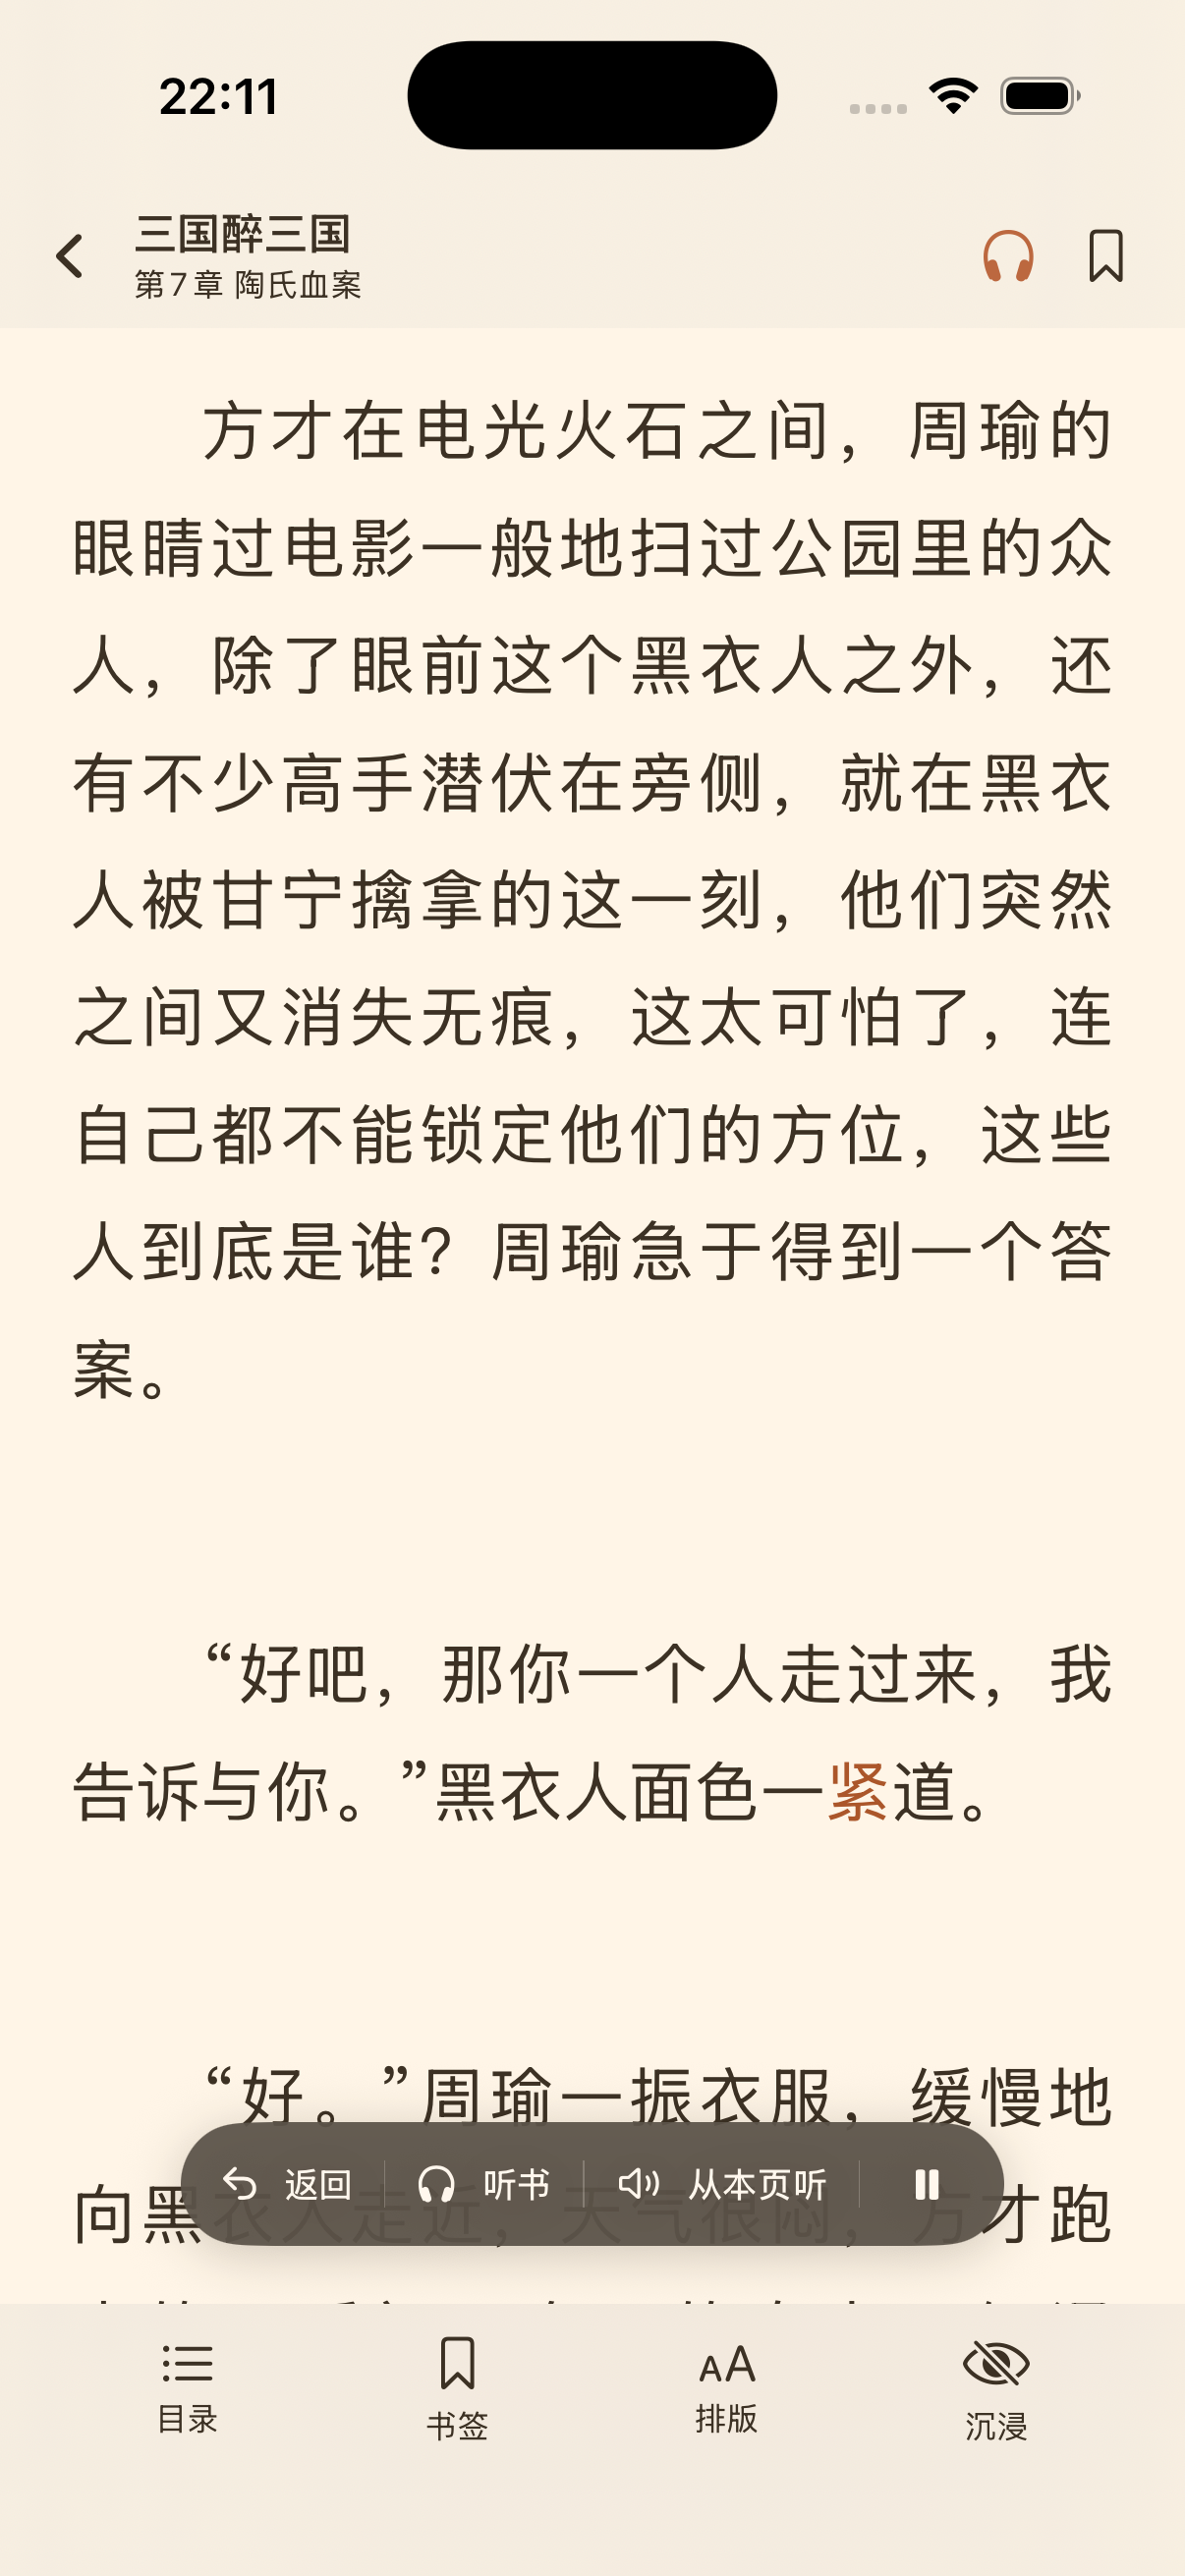 22:11
三国醉三国
第7章 陶氏血案
方才在电光火石之间，周瑜的
眼睛过电影一般地扫过公园里的众
人，除了眼前这个黑衣人之外，还
有不少高手潜伏在旁侧，就在黑衣
人被甘宁擒拿的这一刻，他们突然
之间又消失无痕，这太可怕了，连
自己都不能锁定他们的方位，这些
人到底是谁？周瑜急于得到一个答
案。
“好吧，那你一个人走过来，我
告诉与你。”黑衣人面色一紧道。
“好。”周瑜一振衣服，缓慢地
向黑衣人走近，天气很闷，方才跑
返回 听书 从本页听
目录 书签 排版 沉浸